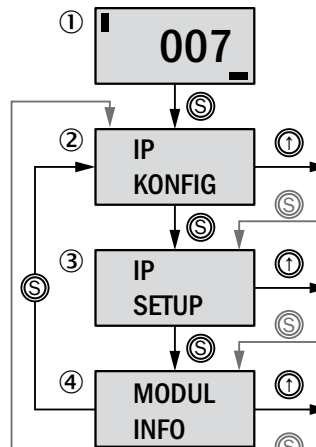 ①
007
Ⓢ
②
IP
KONFIG
↑
Ⓢ
Ⓢ
③
IP
SETUP
↑
Ⓢ
Ⓢ
Ⓢ
④
MODUL
INFO
↑
Ⓢ